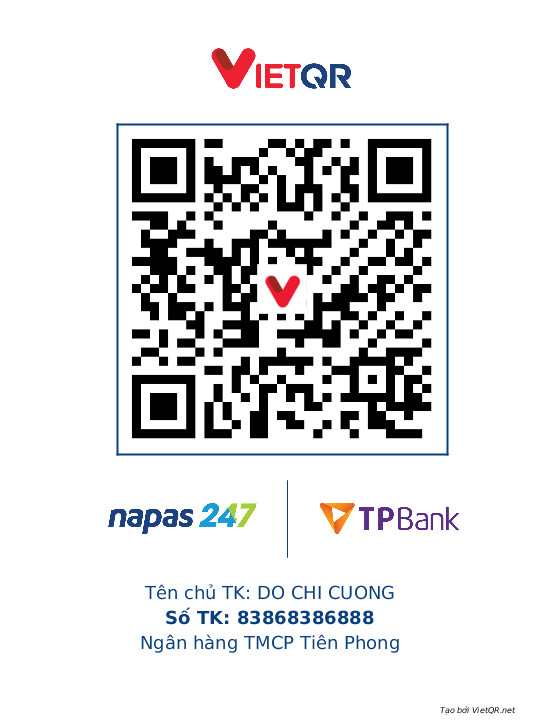 VIETQR
napas 247
TPBank
Tên chủ TK: DO CHI CUONG
Số TK: 83868386888
Ngân hàng TMCP Tiên Phong
Tạo bởi VietQR.net